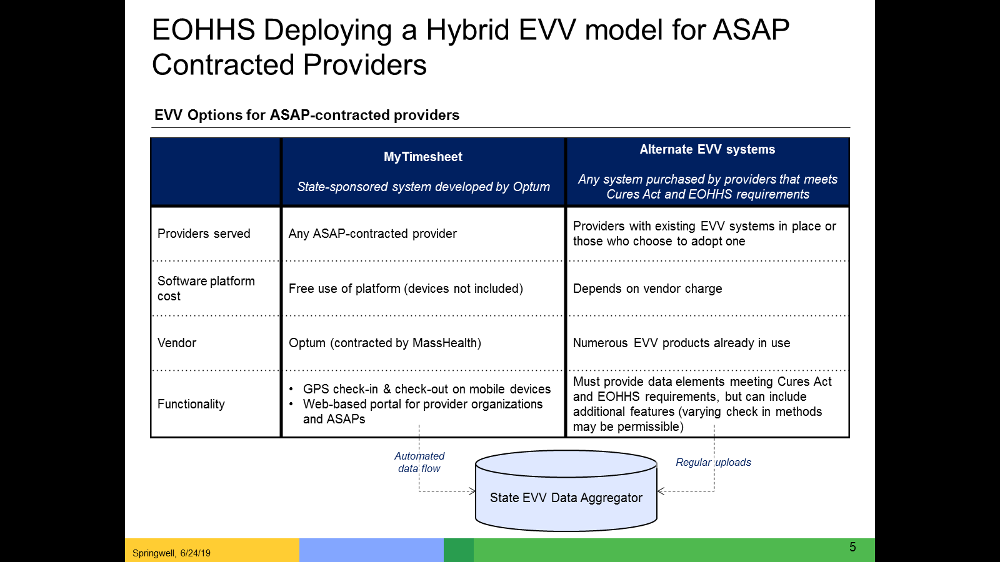 EOHHS Deploying a Hybrid EVV model for ASAP
Contracted Providers
EVV Options for ASAP-contracted providers
MyTimesheet
State-sponsored system developed by Optum
Alternate EVV systems
Any system purchased by providers that meets
Cures Act and EOHHS requirements
Providers served
Any ASAP-contracted provider
Providers with existing EVV systems in place or
those who choose to adopt one
Software platform
cost
Free use of platform (devices not included)
Depends on vendor charge
Vendor
Optum (contracted by MassHealth)
Numerous EVV products already in use
Functionality
• GPS check-in & check-out on mobile devices
• Web-based portal for provider organizations
and ASAPs
Must provide data elements meeting Cures Act
and EOHHS requirements, but can include
additional features (varying check in methods
may be permissible)
Automated
data flow
Regular uploads
State EVV Data Aggregator
Springwell, 6/24/19
5